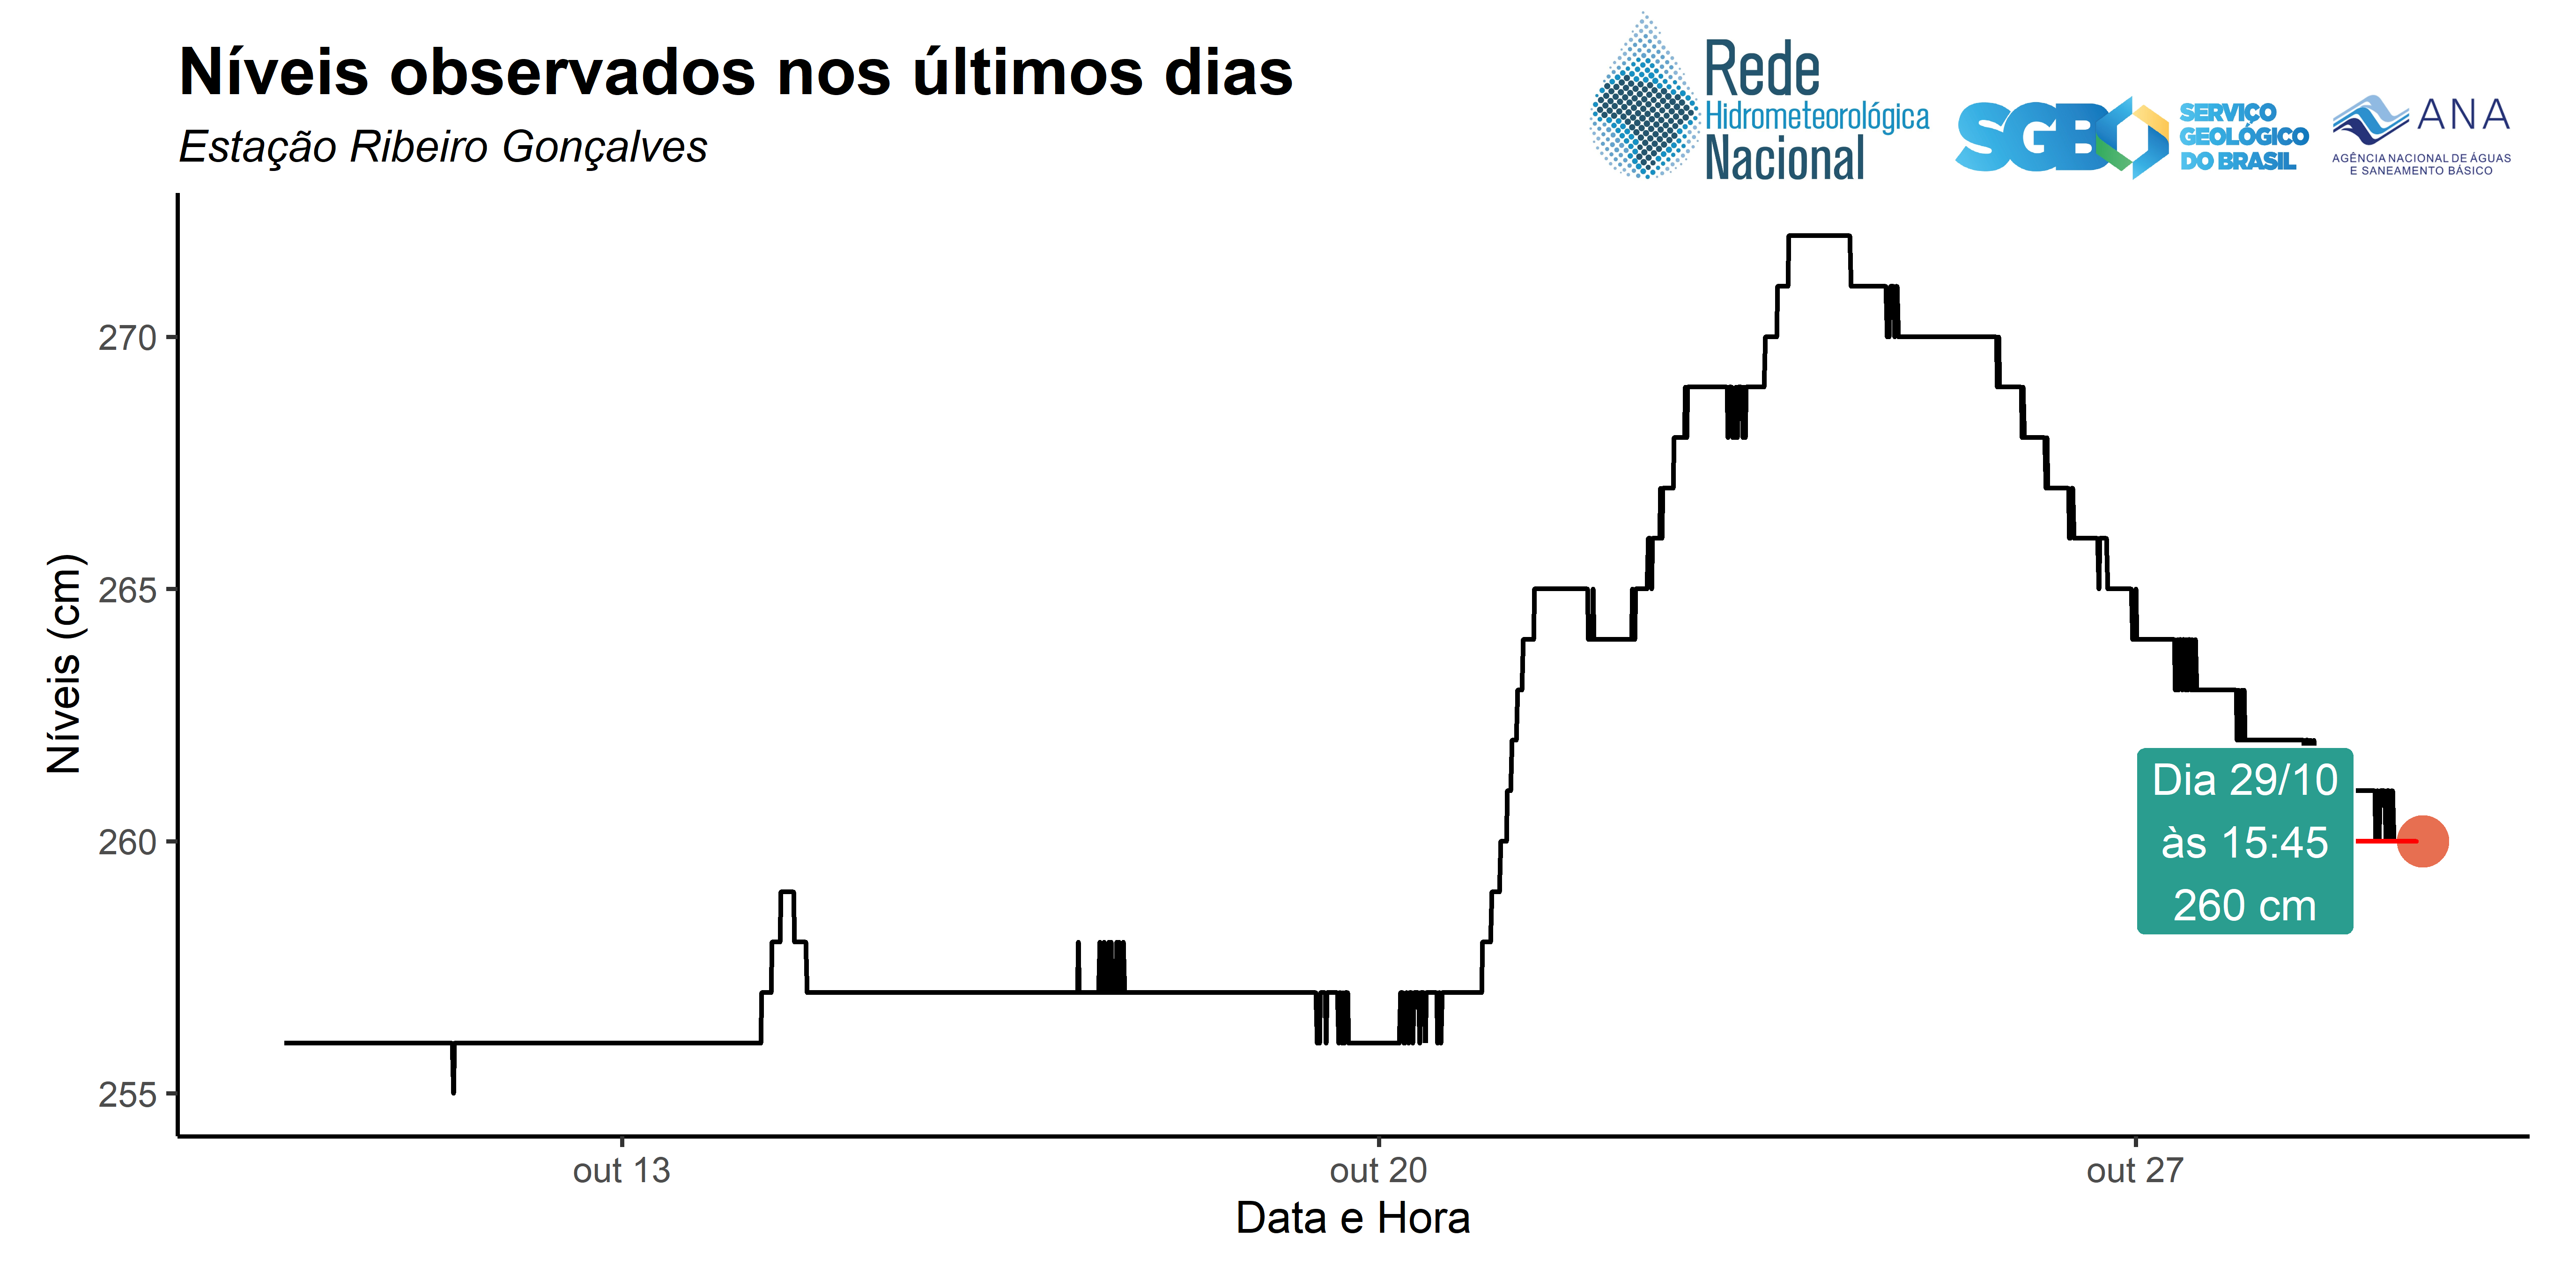 Níveis observados nos últimos dias
Estação Ribeiro Gonçalves
Rede
Hidrometeorológica
Nacional
SGB
SERVIÇO
GEOLÓGICO
DO BRASIL
ANA
AGÊNCIA NACIONAL DE ÁGUAS
E SANEAMENTO BÁSICO
Níveis (cm)
270
265
260
255
Dia 29/10
às 15:45
260 cm
out 13
out 20
out 27
Data e Hora